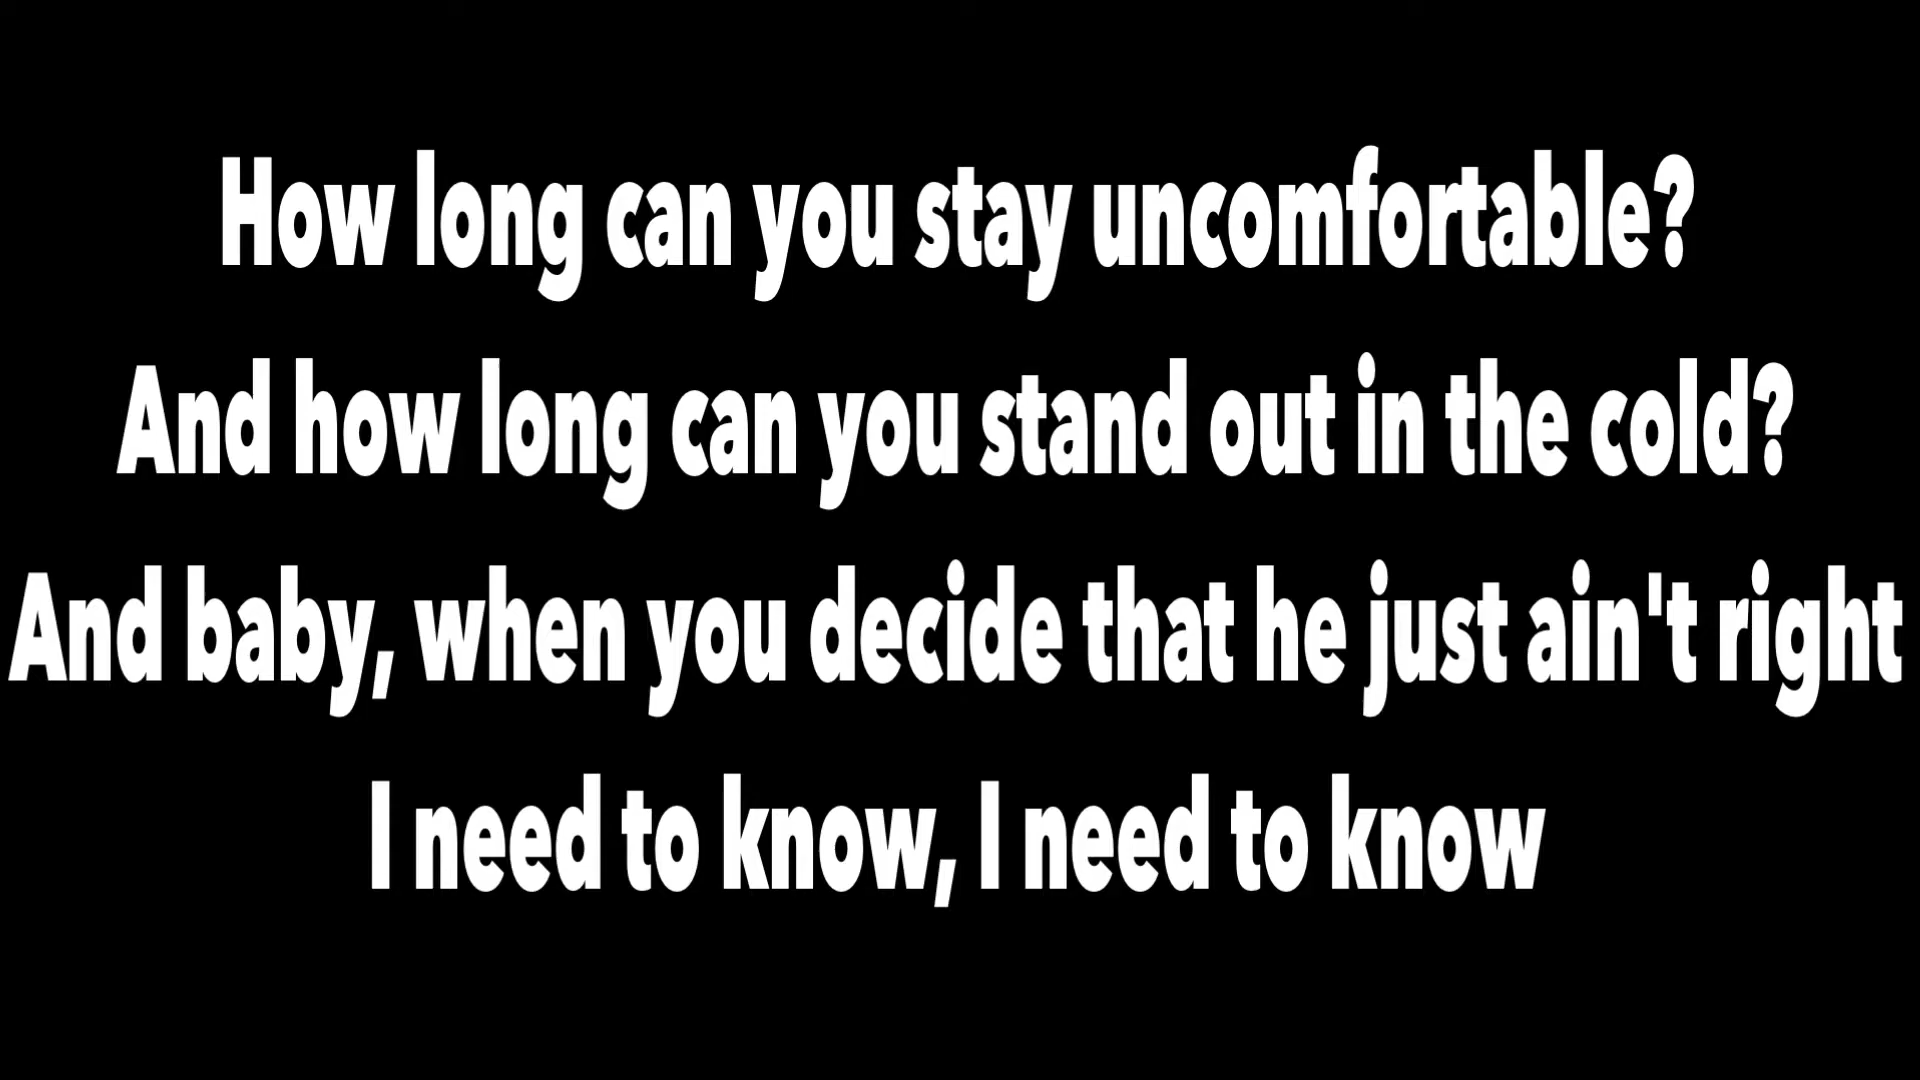 How long can you stay uncomfortable?
And how long can you stand out in the cold?
And baby, when you decide that he just ain't right
I need to know, I need to know